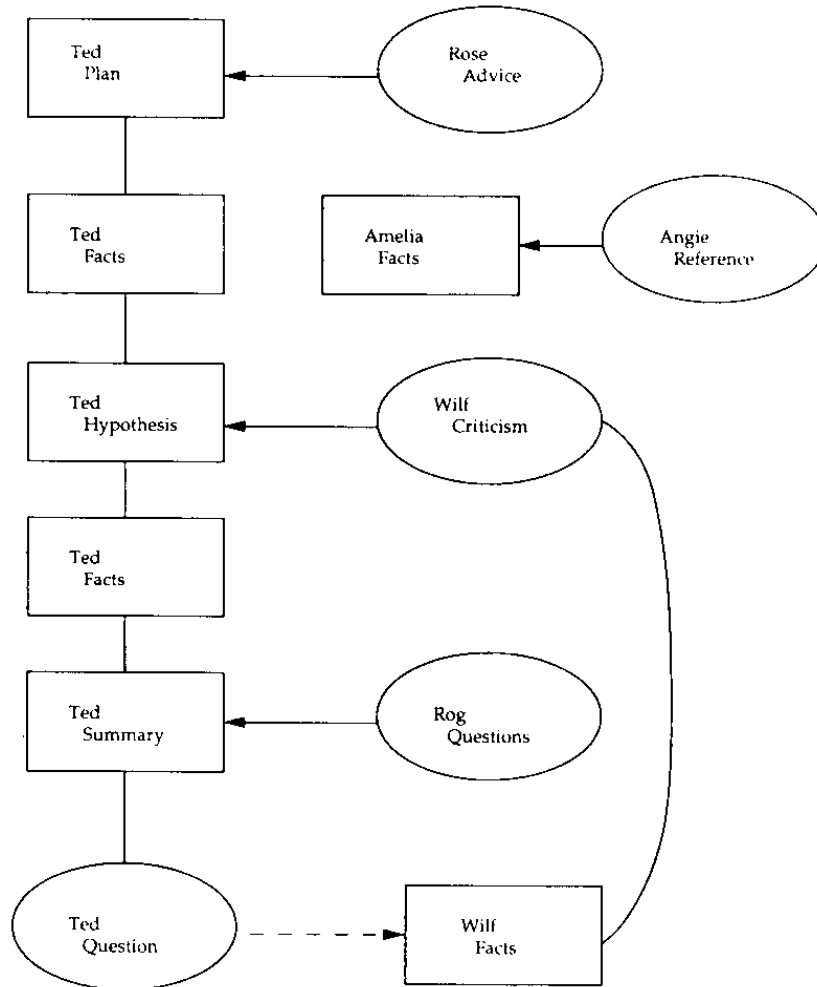 Ted
Plan
Rose
Advice
Ted
Facts
Amelia
Facts
Angie
Reference
Ted
Hypothesis
Wilf
Criticism
Ted
Facts
Ted
Summary
Rog
Questions
Ted
Question
Wilf
Facts